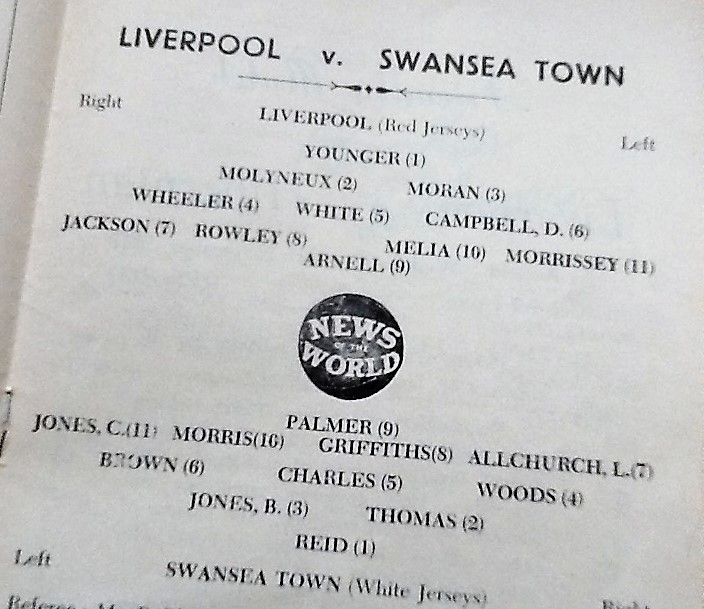 LIVERPOOL v. SWANSEA TOWN
Right
LIVERPOOL (Red Jerseys)
Left
YOUNGER (1)
MOLYNEUX (2) MORAN (3)
WHEELER (4) WHITE (5) CAMPBELL, D. (6)
JACKSON (7) ROWLEY (8) MELIA (10) MORRISSEY (11)
ARNELL (9)
NEWS
OF THE
WORLD
PALMER (9)
JONES, C.(11) MORRIS(10) GRIFFITHS(8) ALLCHURCH, L.(7)
BROWN (6) CHARLES (5) WOODS (4)
JONES, B. (3) THOMAS (2)
REID (1)
Left
SWANSEA TOWN (White Jerseys)
Right
Referee